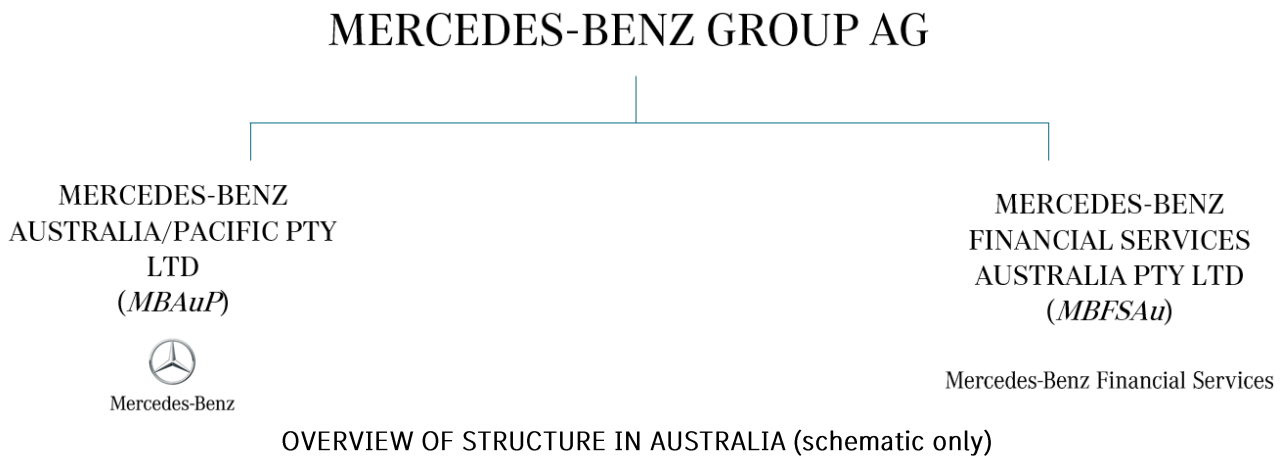 MERCEDES-BENZ GROUP AG
MERCEDES-BENZ
AUSTRALIA/PACIFIC PTY
LTD
(MBAuP)
Mercedes-Benz
MERCEDES-BENZ
FINANCIAL SERVICES
AUSTRALIA PTY LTD
(MBFSAu)
Mercedes-Benz Financial Services
OVERVIEW OF STRUCTURE IN AUSTRALIA (schematic only)